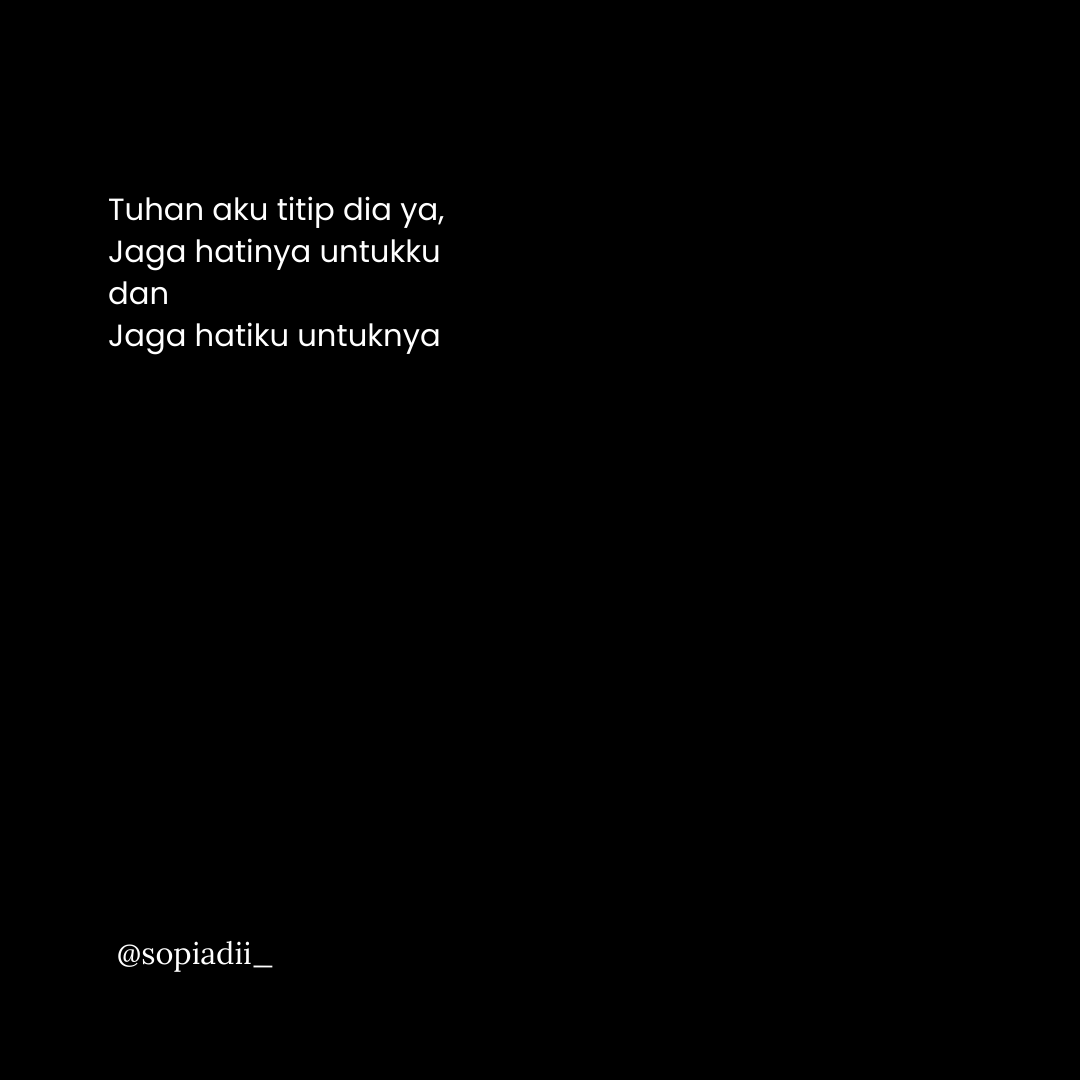 Tuhan aku titip dia ya,
Jaga hatinya untukku
dan
Jaga hatiku untuknya
@sopiadii_